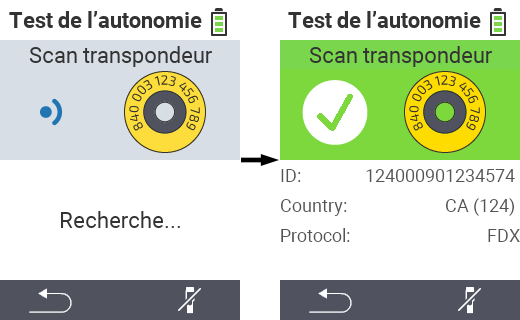 Test de l'autonomie
Scan transpondeur
840 003 123 456 789
Recherche...
Test de l'autonomie
Scan transpondeur
840 003 123 456 789
ID: 124000901234574
Country: CA (124)
Protocol: FDX